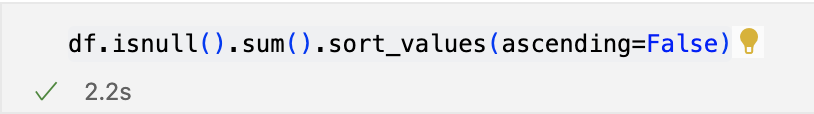 df.isnull().sum().sort_values(ascending=False)
2.2s